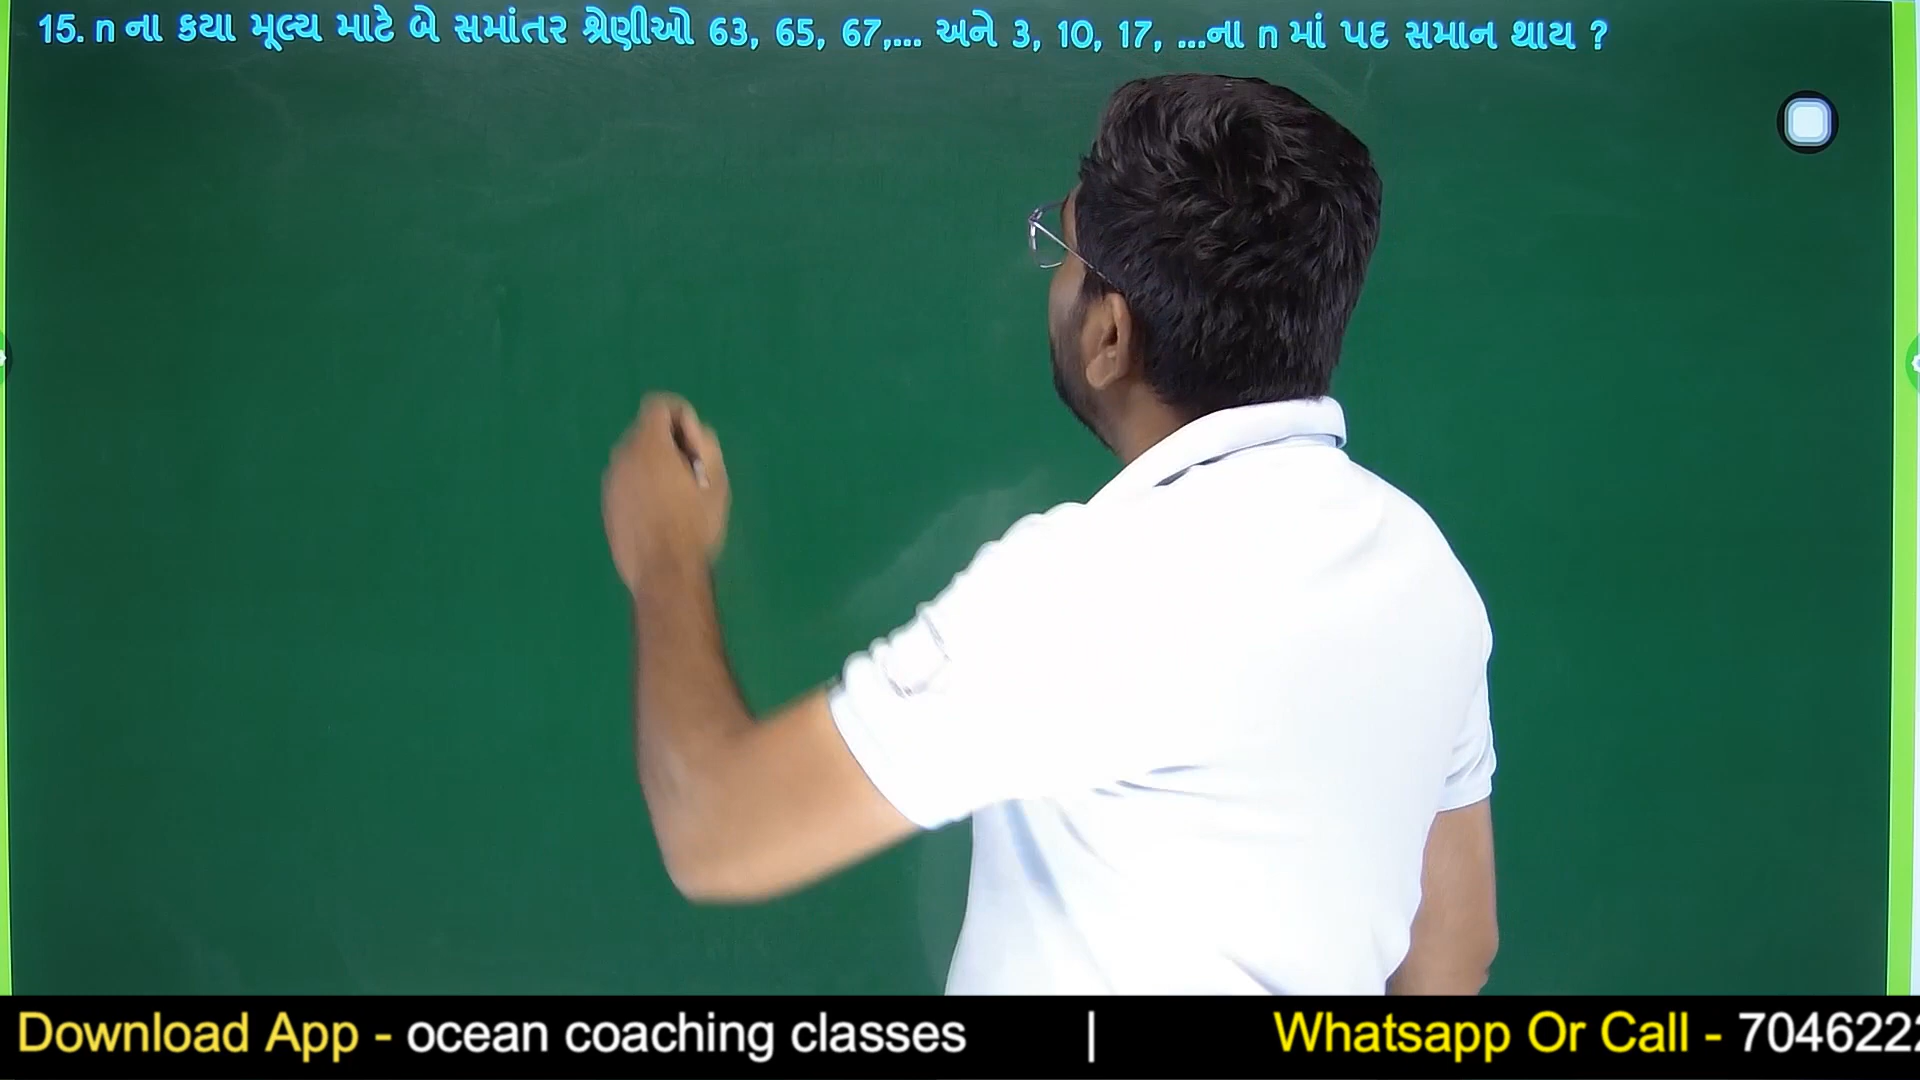 15. n ના કયા મૂલ્ય માટે બે સમાંતર શ્રેણીઓ 63, 65, 67,... અને 3, 10, 17, ...ના n માં પદ સમાન થાય ?
Download App - ocean coaching classes | Whatsapp Or Call - 704622